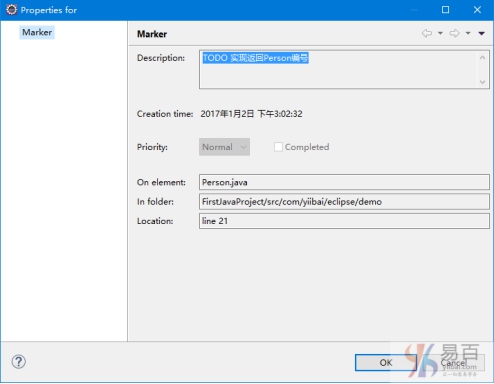 Properties for
Marker
Marker
Description:
TODO 实现返回Person编号
Creation time:
2017年1月2日 下午3:02:32
Priority:
Normal
Completed
On element:
Person.java
In folder:
FirstJavaProject/src/com/yiibai/eclipse/demo
Location:
line 21
OK
Cancel
易百
yiibai.com